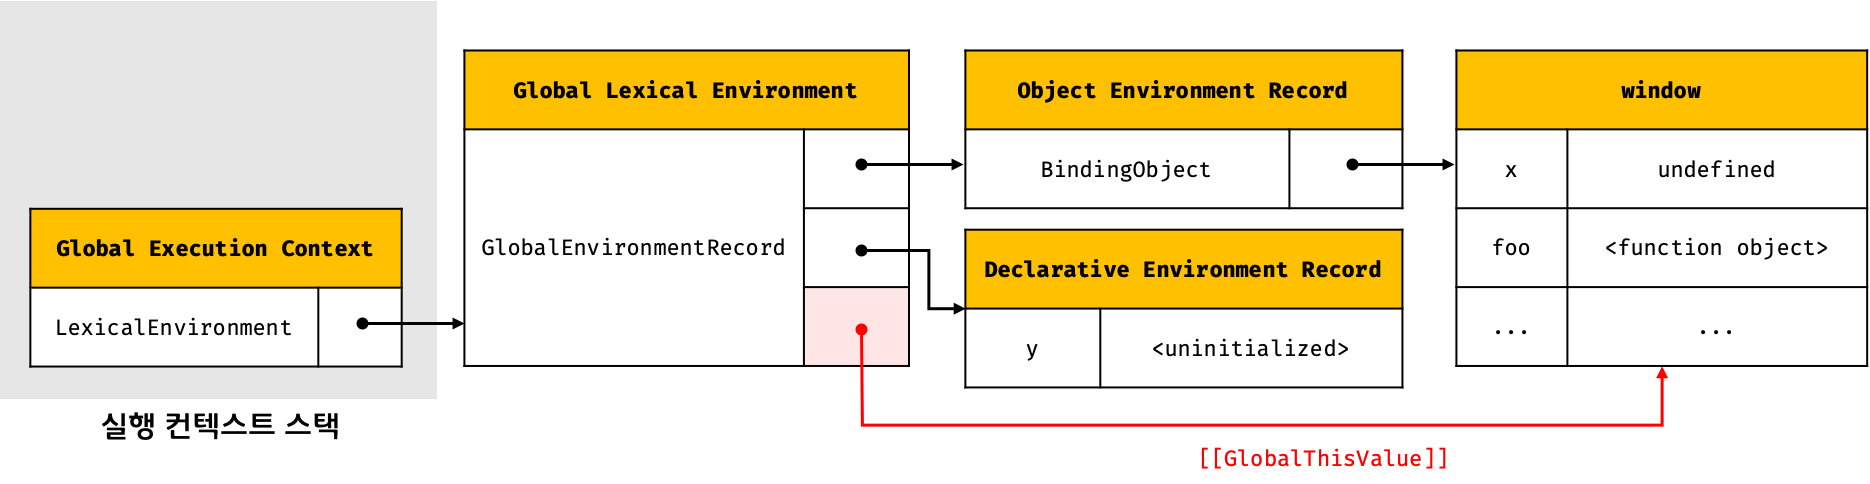 Global Execution Context
LexicalEnvironment
실행 컨텍스트 스택
Global Lexical Environment
GlobalEnvironmentRecord
Object Environment Record
BindingObject
Declarative Environment Record
y <uninitialized>
window
x undefined
foo <function object>
... ...
[[GlobalThisValue]]